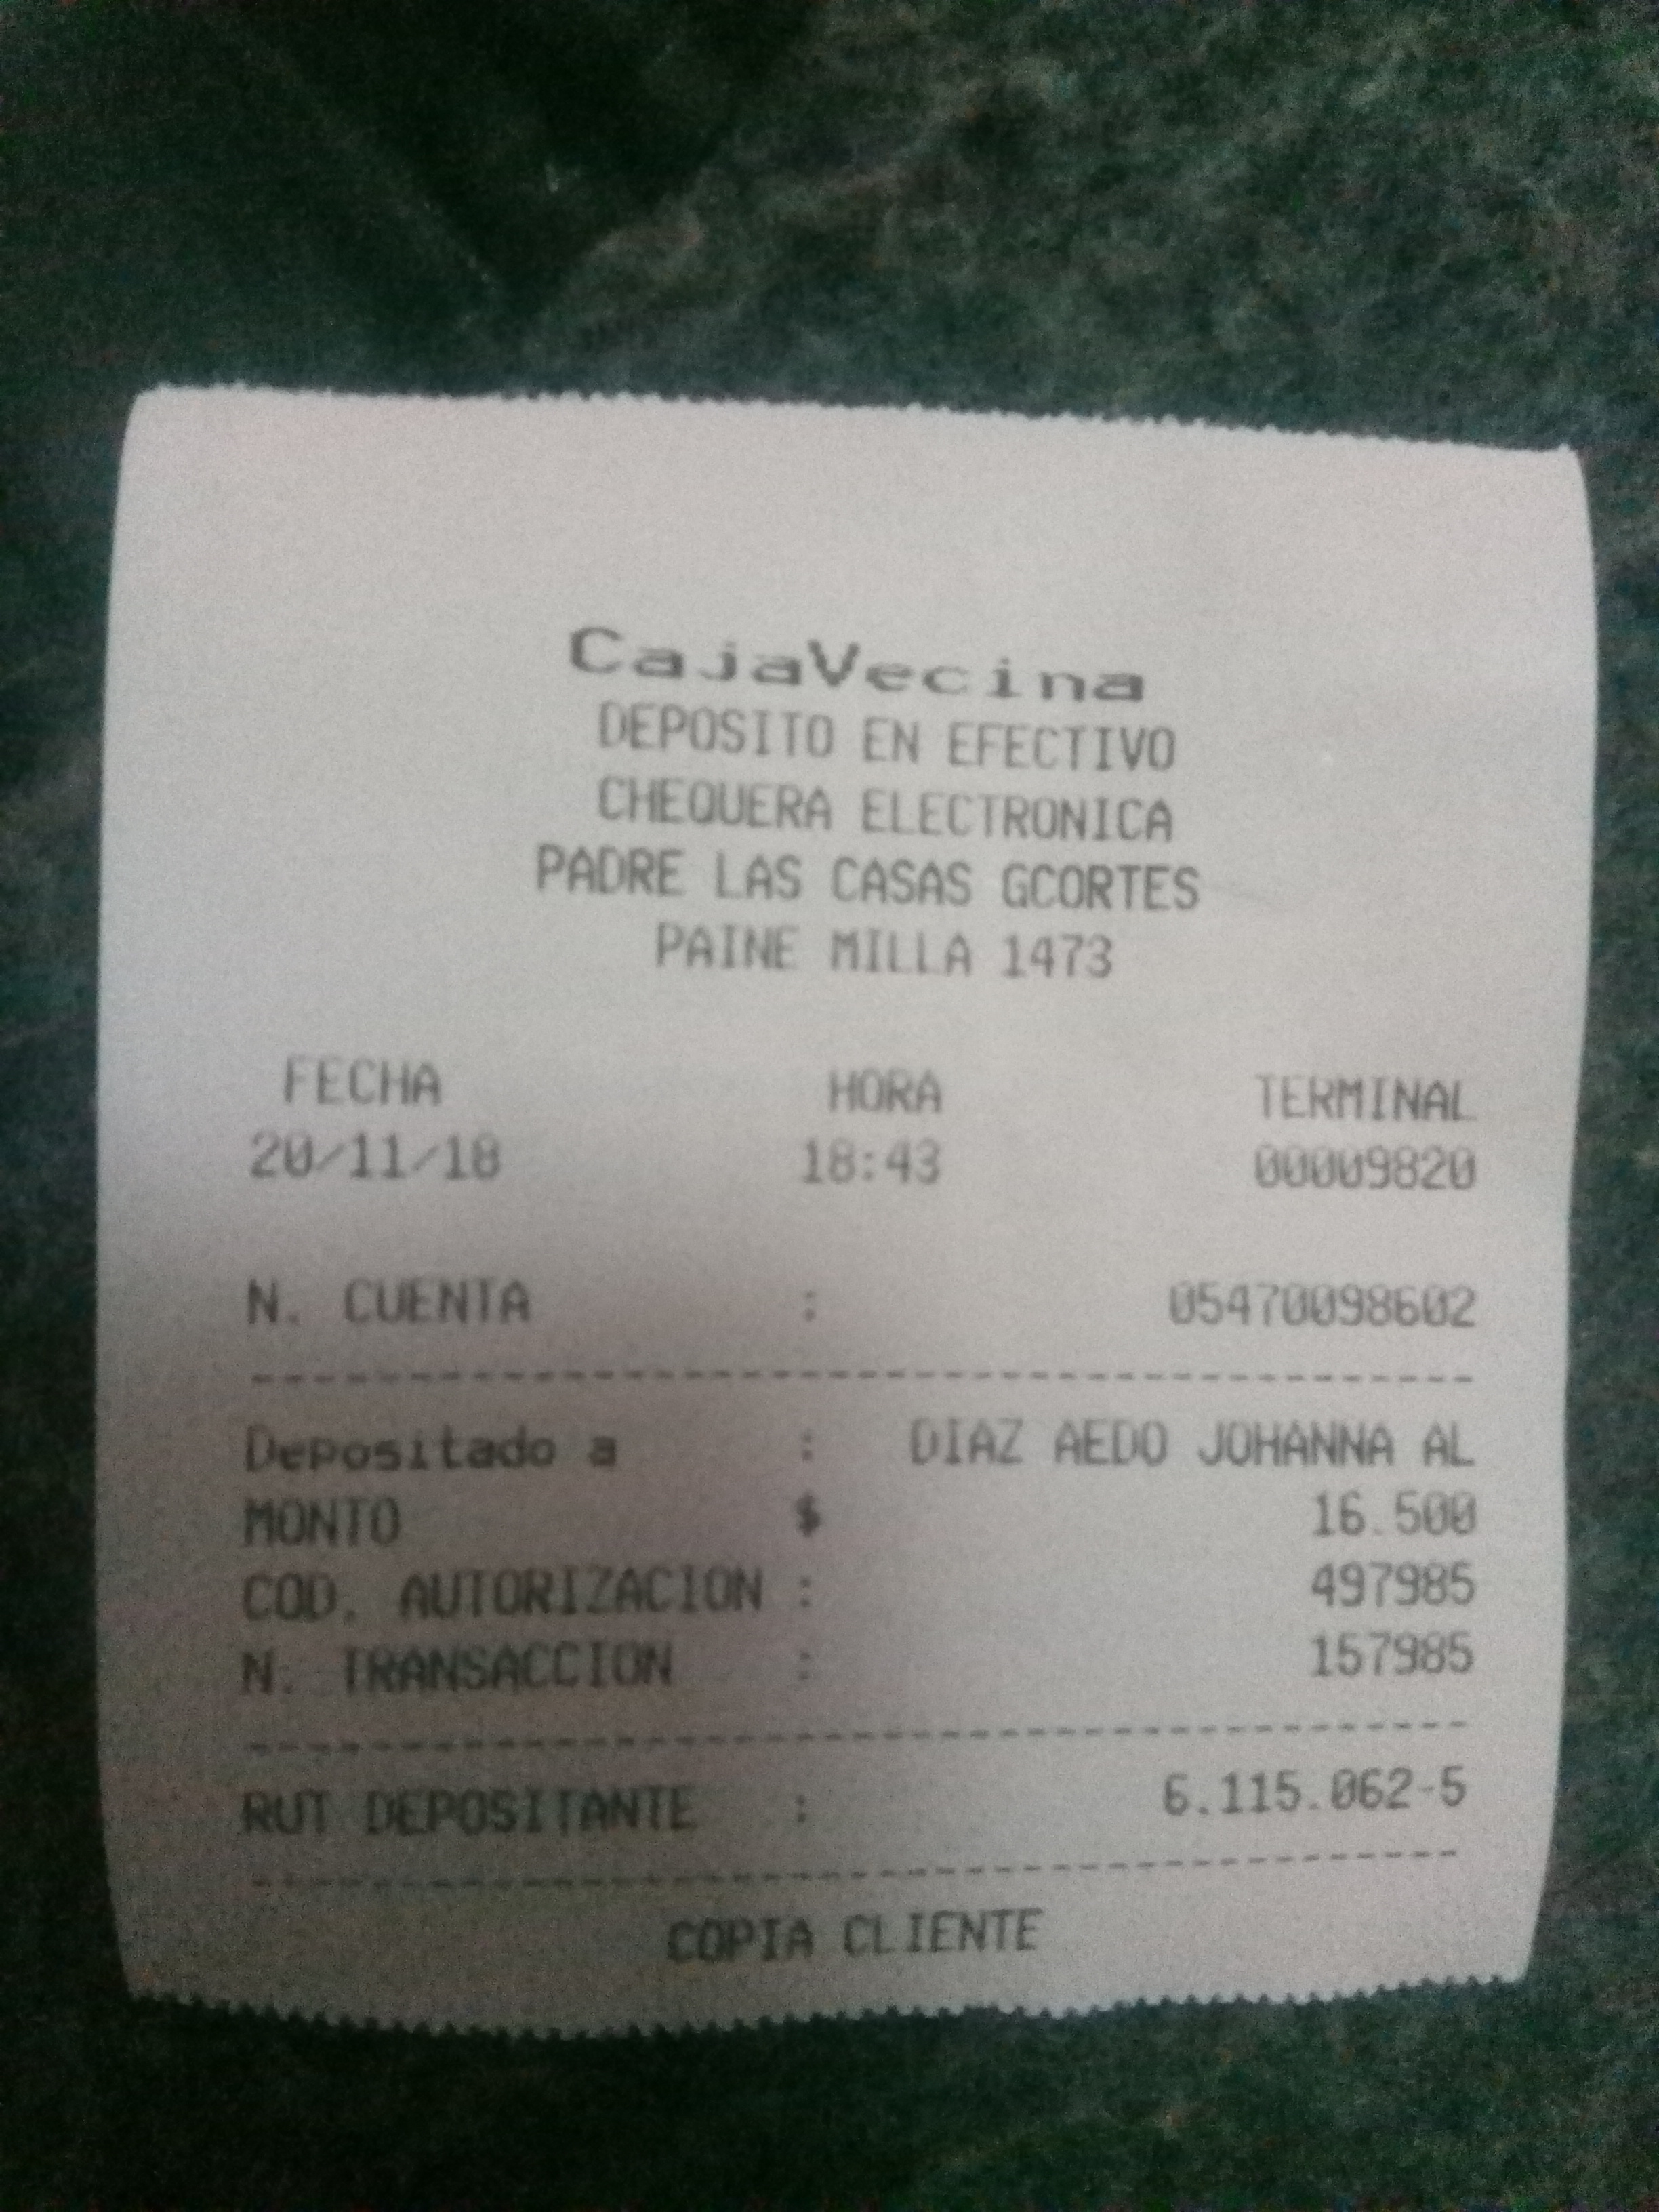 CajaVecina
DEPOSITO EN EFECTIVO
CHEQUERA ELECTRONICA
PADRE LAS CASAS GCORTES
PAINE MILLA 1473
FECHA HORA TERMINAL
20/11/18 18:43 00009820
N. CUENTA : 05470098602
Depositado a : DIAZ AEDO JOHANNA AL
MONTO $ 16.500
COD. AUTORIZACION : 497985
N. TRANSACCION : 157985
RUT DEPOSITANTE : 6.115.062-5
COPIA CLIENTE